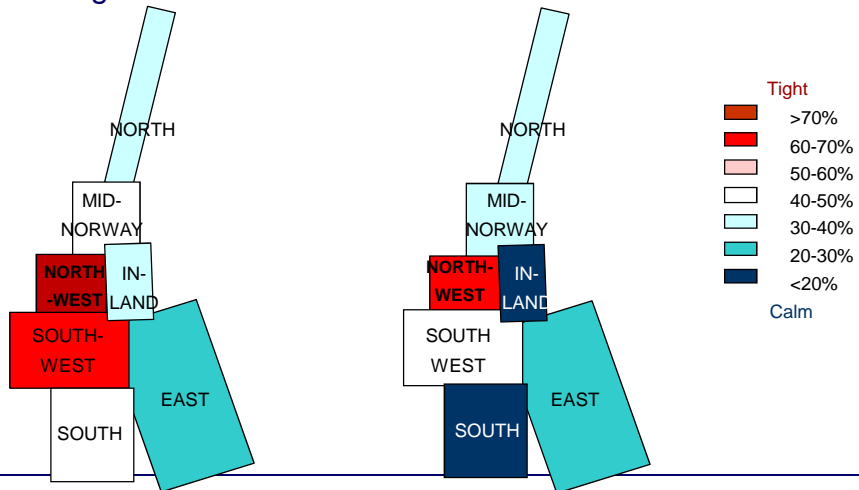 NORTH
MID-
NORWAY
NORTH
-WEST
IN-
LAND
SOUTH-
WEST
EAST
SOUTH
NORTH
MID-
NORWAY
NORTH-
WEST
IN-
LAND
SOUTH
WEST
EAST
SOUTH
Tight
>70%
60-70%
50-60%
40-50%
30-40%
20-30%
<20%
Calm